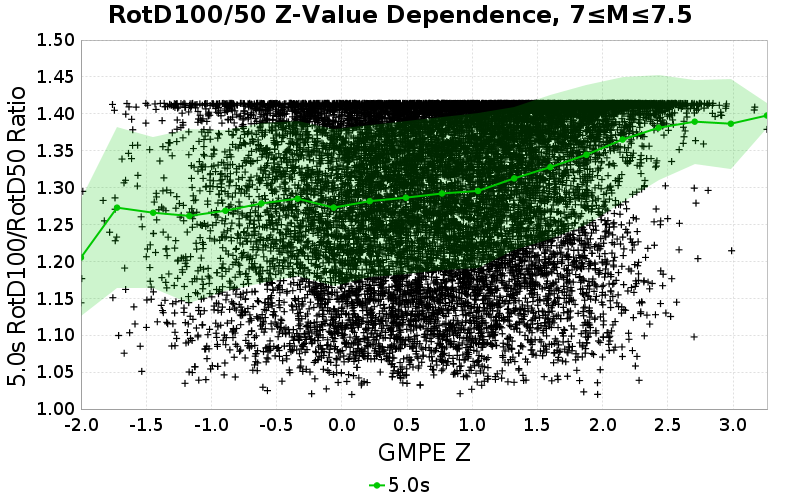 RotD100/50 Z-Value Dependence, 7≤M≤7.5
5.0s RotD100/RotD50 Ratio
1.50
1.45
1.40
1.35
1.30
1.25
1.20
1.15
1.10
1.05
1.00
-2.0 -1.5 -1.0 -0.5 0.0 0.5 1.0 1.5 2.0 2.5 3.0
GMPE Z
5.0s